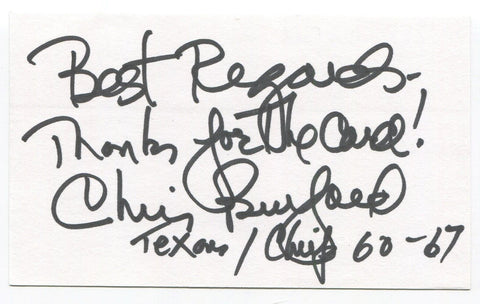 Best Regards-
Thanks for the Card!
Chris Burford
Texans / Chiefs 60-67